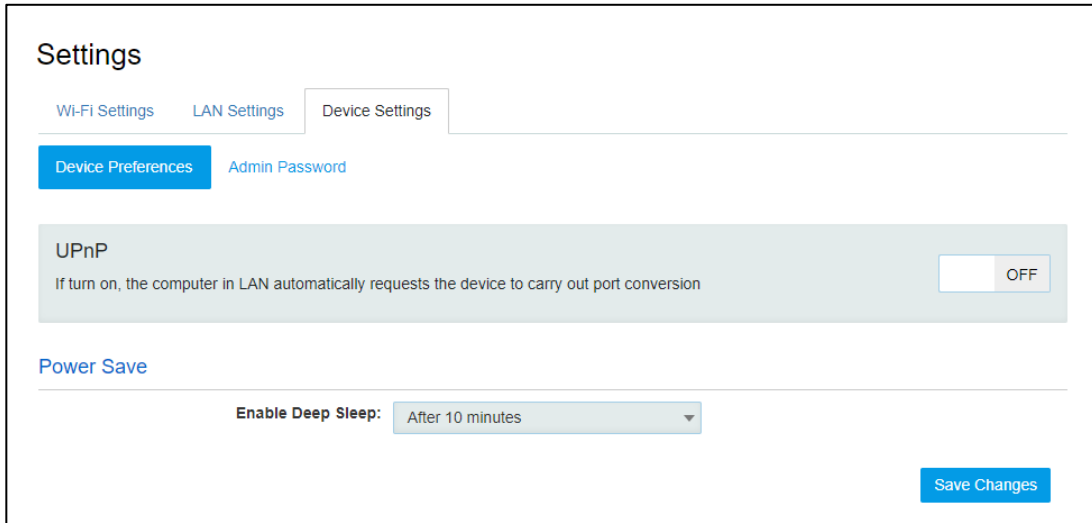 Settings
Wi-Fi Settings LAN Settings Device Settings
Device Preferences Admin Password
UPnP
If turn on, the computer in LAN automatically requests the device to carry out port conversion
OFF
Power Save
Enable Deep Sleep: After 10 minutes
Save Changes